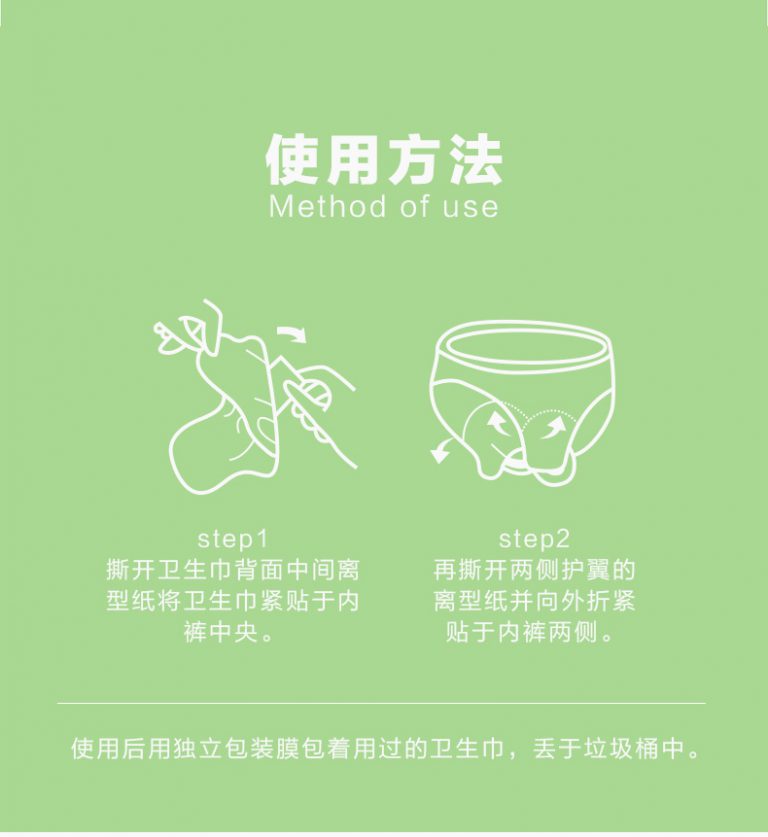 使用方法
Method of use
step1
撕开卫生巾背面中间离
型纸将卫生巾紧贴于内
裤中央。
step2
再撕开两侧护翼的
离型纸并向外折紧
贴于内裤两侧。
使用后用独立包装膜包着用过的卫生巾，丢于垃圾桶中。